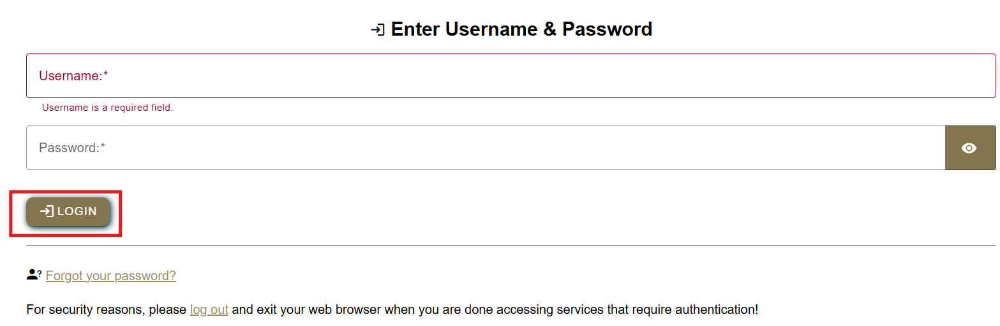 Enter Username & Password
Username:*
Username is a required field.
Password:*
LOGIN
Forgot your password?
For security reasons, please log out and exit your web browser when you are done accessing services that require authentication!